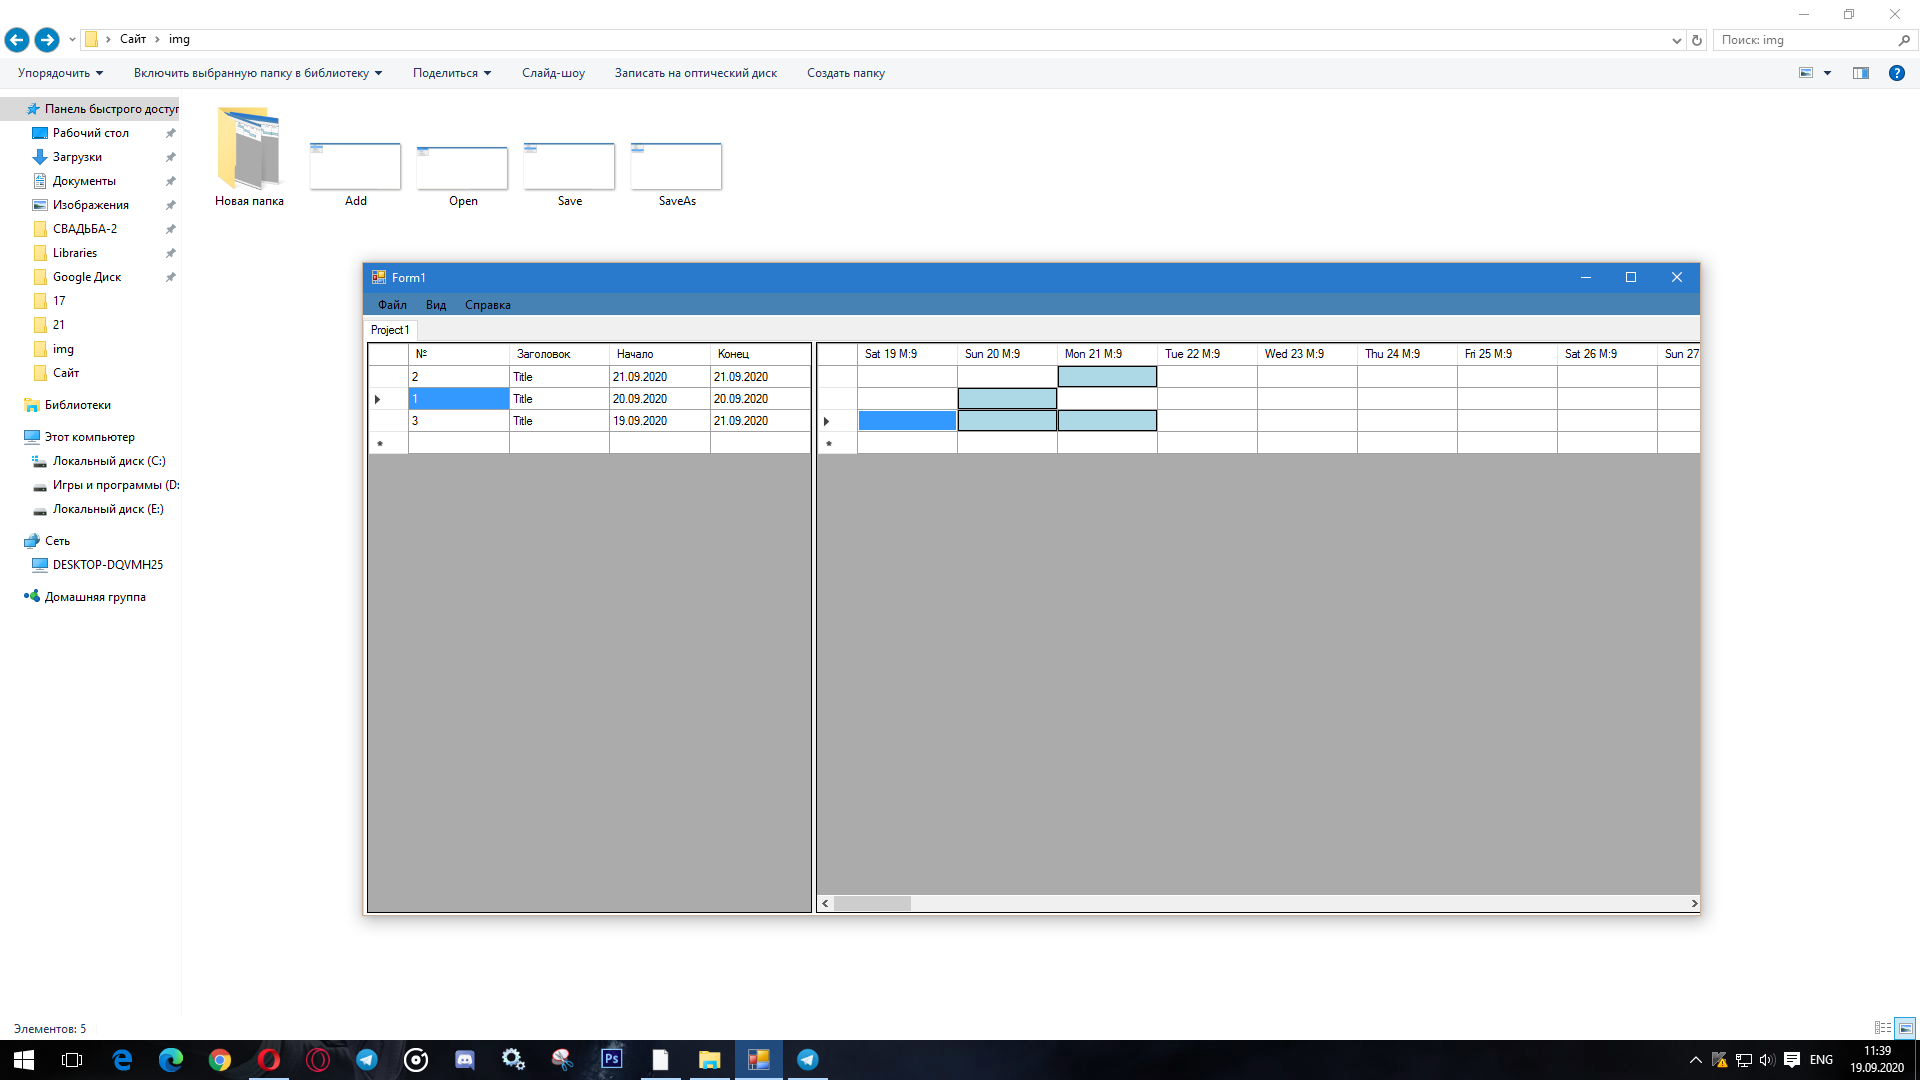 Сайт
img
Поиск: img
Упорядочить
Включить выбранную папку в библиотеку
Поделиться
Слайд-шоу
Записать на оптический диск
Создать папку
Панель быстрого доступ
Рабочий стол
Загрузки
Документы
Изображения
СВАДЬБА-2
Libraries
Google Диск
17
21
img
Сайт
Библиотеки
Этот компьютер
Локальный диск (C:)
Игры и программы (D:
Локальный диск (E:)
Сеть
DESKTOP-DQVMH25
Домашняя группа
Новая папка
Add
Open
Save
SaveAs
Form1
Файл Вид Справка
Project1
№ Заголовок Начало Конец
2 Title 21.09.2020 21.09.2020
1 Title 20.09.2020 20.09.2020
3 Title 19.09.2020 21.09.2020
Sat 19 M:9 Sun 20 M:9 Mon 21 M:9 Tue 22 M:9 Wed 23 M:9 Thu 24 M:9 Fri 25 M:9 Sat 26 M:9 Sun 27
Элементов: 5
Ps
ENG
11:39
19.09.2020